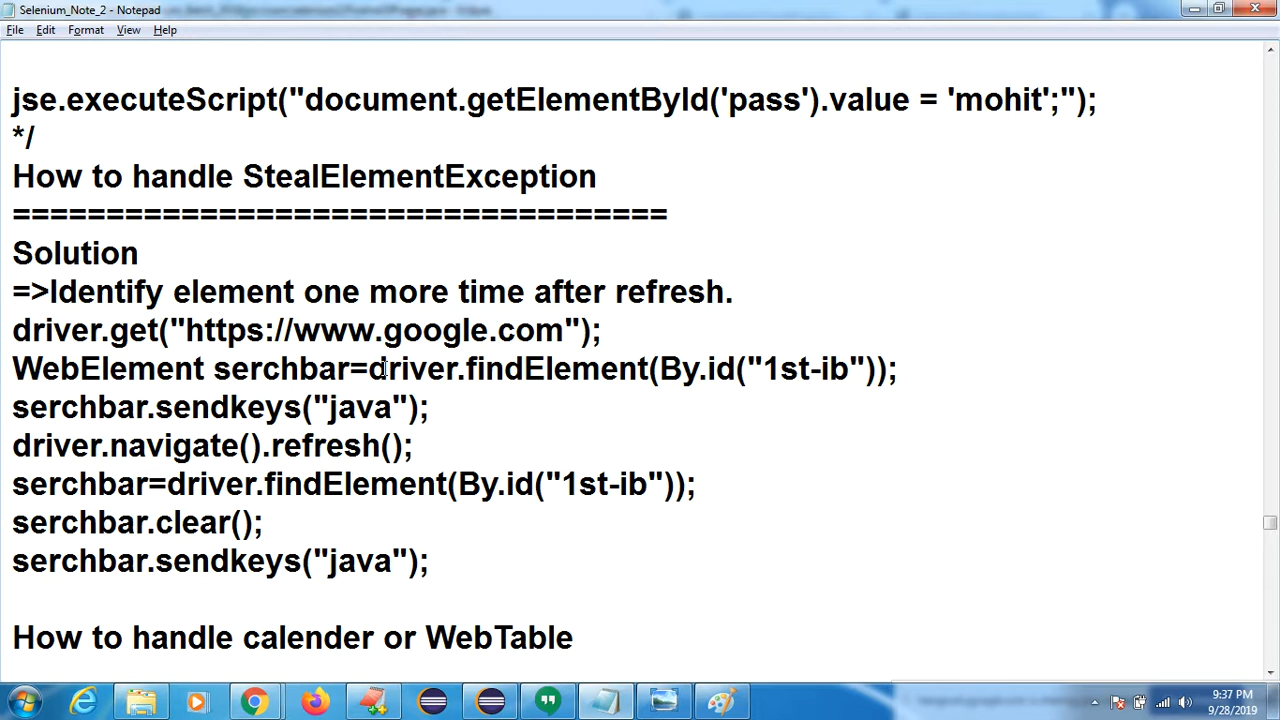 Selenium_Note_2 - Notepad
File Edit Format View Help
jse.executeScript("document.getElementById('pass').value = 'mohit';");
*/
How to handle StealElementException
===================================
Solution
=>Identify element one more time after refresh.
driver.get("https://www.google.com");
WebElement serchbar=driver.findElement(By.id("1st-ib"));
serchbar.sendkeys("java");
driver.navigate().refresh();
serchbar=driver.findElement(By.id("1st-ib"));
serchbar.clear();
serchbar.sendkeys("java");
How to handle calender or WebTable
9:37 PM
9/28/2019